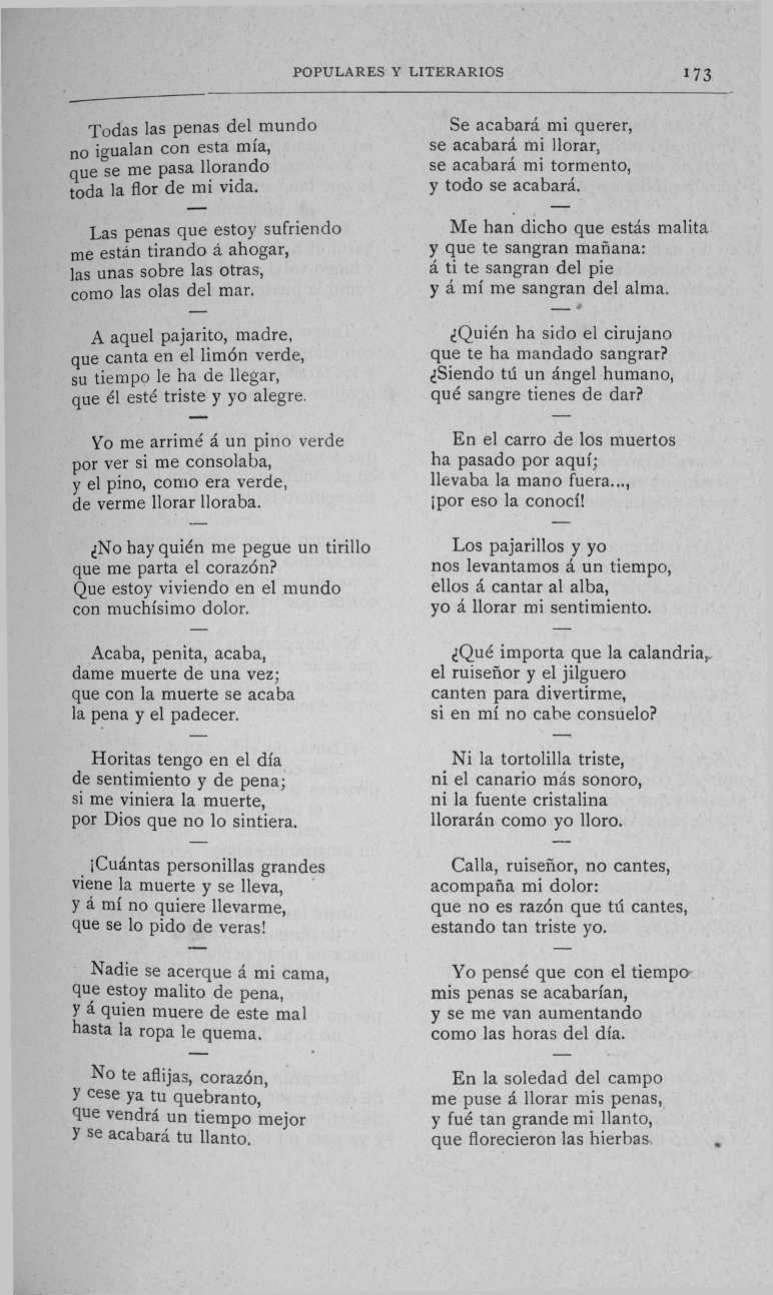 POPULARES Y LITERARIOS 173
Todas las penas del mundo
no igualan con esta mía,
que se me pasa llorando
toda la flor de mi vida.
—
Las penas que estoy sufriendo
me están tirando á ahogar,
las unas sobre las otras,
como las olas del mar.
—
A aquel pajarito, madre,
que canta en el limón verde,
su tiempo le ha de llegar,
que él esté triste y yo alegre.
—
Yo me arrimé á un pino verde
por ver si me consolaba,
y el pino, como era verde,
de verme llorar lloraba.
—
¿No hay quién me pegue un tirillo
que me parta el corazón?
Que estoy viviendo en el mundo
con muchísimo dolor.
—
Acaba, penita, acaba,
dame muerte de una vez;
que con la muerte se acaba
la pena y el padecer.
—
Horitas tengo en el día
de sentimiento y de pena;
si me viniera la muerte,
por Dios que no lo sintiera.
—
¡Cuántas personillas grandes
viene la muerte y se lleva,
y á mí no quiere llevarme,
que se lo pido de veras!
—
Nadie se acerque á mi cama,
que estoy malito de pena,
y á quien muere de este mal
hasta la ropa le quema.
—
No te aflijas, corazón,
y cese ya tu quebranto,
que vendrá un tiempo mejor
y se acabará tu llanto.
Se acabará mi querer,
se acabará mi llorar,
se acabará mi tormento,
y todo se acabará.
—
Me han dicho que estás malita
y que te sangran mañana:
á ti te sangran del pie
y á mí me sangran del alma.
—
¿Quién ha sido el cirujano
que te ha mandado sangrar?
¿Siendo tú un ángel humano,
qué sangre tienes de dar?
—
En el carro de los muertos
ha pasado por aquí;
llevaba la mano fuera...,
¡por eso la conocí!
—
Los pajarillos y yo
nos levantamos á un tiempo,
ellos á cantar al alba,
yo á llorar mi sentimiento.
—
¿Qué importa que la calandria,
el ruiseñor y el jilguero
canten para divertirme,
si en mí no cabe consuelo?
—
Ni la tortolilla triste,
ni el canario más sonoro,
ni la fuente cristalina
llorarán como yo lloro.
—
Calla, ruiseñor, no cantes,
acompaña mi dolor:
que no es razón que tú cantes,
estando tan triste yo.
—
Yo pensé que con el tiempo
mis penas se acabarían,
y se me van aumentando
como las horas del día.
—
En la soledad del campo
me puse á llorar mis penas,
y fué tan grande mi llanto,
que florecieron las hierbas.